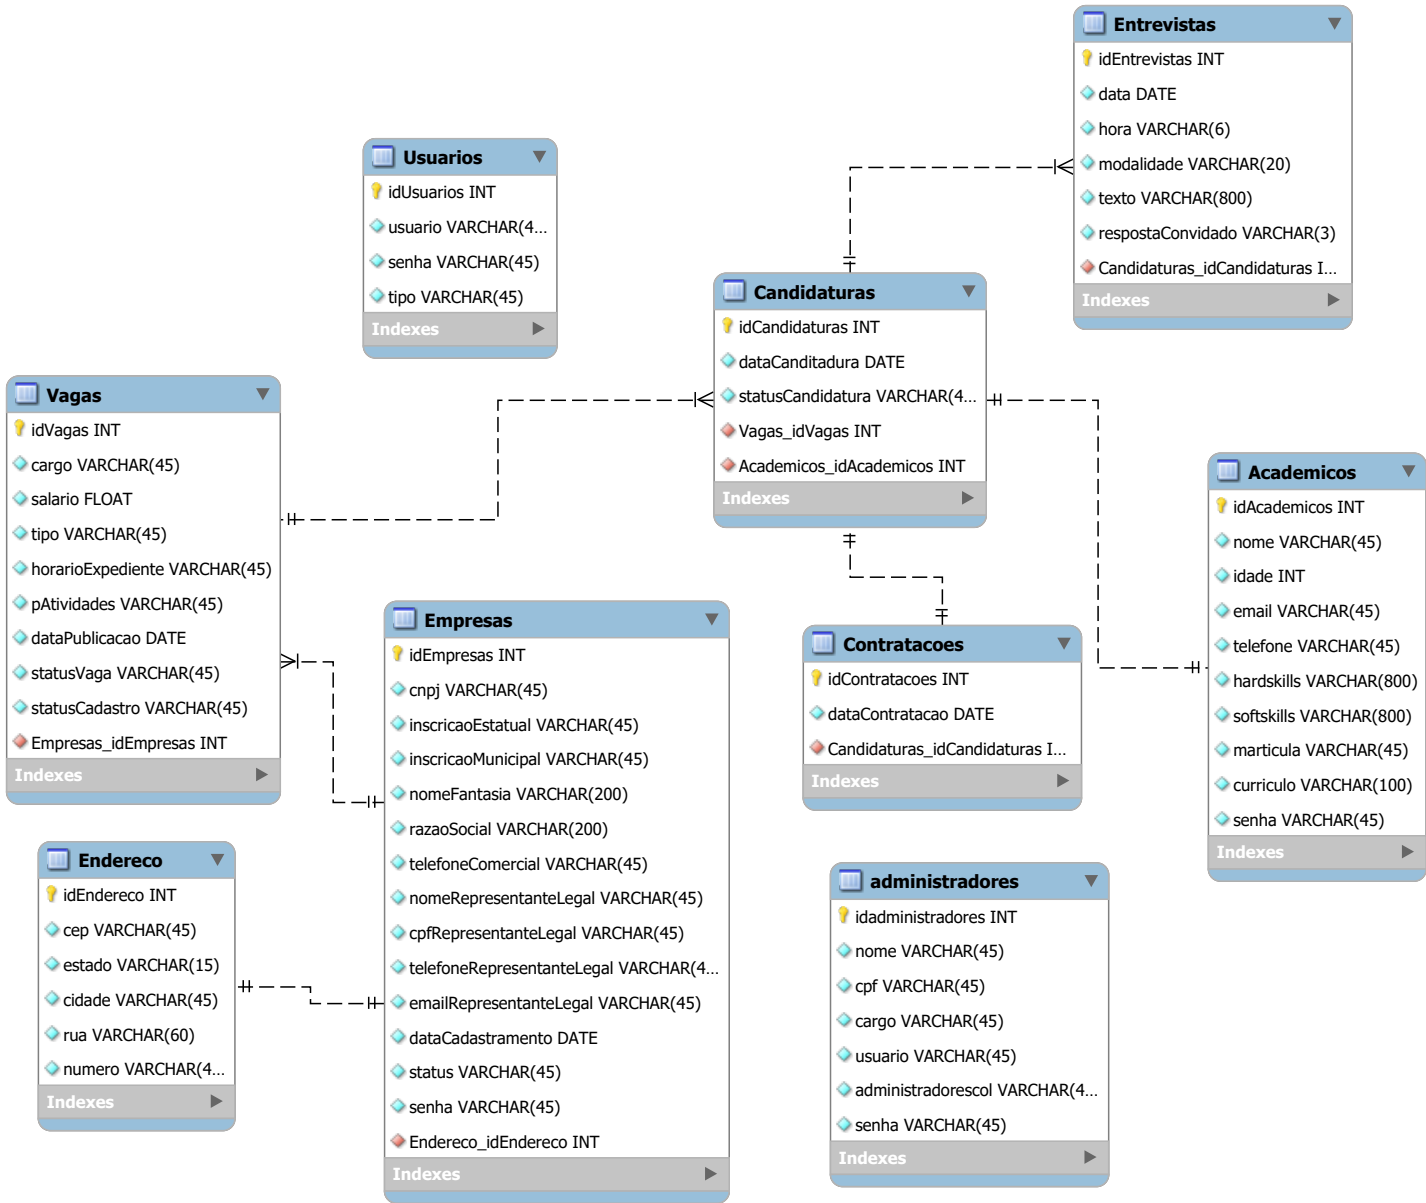 Entrevistas
idEntrevistas INT
data DATE
hora VARCHAR(6)
modalidade VARCHAR(20)
texto VARCHAR(800)
respostaConvidado VARCHAR(3)
Candidaturas_idCandidaturas I...
Indexes
Usuarios
idUsuarios INT
usuario VARCHAR(4...
senha VARCHAR(45)
tipo VARCHAR(45)
Indexes
Candidaturas
idCandidaturas INT
dataCanditadura DATE
statusCandidatura VARCHAR(4...
Vagas_idVagas INT
Academicos_idAcademicos INT
Indexes
Vagas
idVagas INT
cargo VARCHAR(45)
salario FLOAT
tipo VARCHAR(45)
horarioExpediente VARCHAR(45)
pAtividades VARCHAR(45)
dataPublicacao DATE
statusVaga VARCHAR(45)
statusCadastro VARCHAR(45)
Empresas_idEmpresas INT
Indexes
Academicos
idAcademicos INT
nome VARCHAR(45)
idade INT
email VARCHAR(45)
telefone VARCHAR(45)
hardskills VARCHAR(800)
softskills VARCHAR(800)
marticula VARCHAR(45)
curriculo VARCHAR(100)
senha VARCHAR(45)
Indexes
Empresas
idEmpresas INT
cnpj VARCHAR(45)
inscricaoEstatual VARCHAR(45)
inscricaoMunicipal VARCHAR(45)
nomeFantasia VARCHAR(200)
razaoSocial VARCHAR(200)
telefoneComercial VARCHAR(45)
nomeRepresentanteLegal VARCHAR(45)
cpfRepresentanteLegal VARCHAR(45)
telefoneRepresentanteLegal VARCHAR(4...
emailRepresentanteLegal VARCHAR(45)
dataCadastramento DATE
status VARCHAR(45)
senha VARCHAR(45)
Endereco_idEndereco INT
Indexes
Contratacoes
idContratacoes INT
dataContratacao DATE
Candidaturas_idCandidaturas I...
Indexes
Endereco
idEndereco INT
cep VARCHAR(45)
estado VARCHAR(15)
cidade VARCHAR(45)
rua VARCHAR(60)
numero VARCHAR(4...
Indexes
administradores
idadministradores INT
nome VARCHAR(45)
cpf VARCHAR(45)
cargo VARCHAR(45)
usuario VARCHAR(45)
administradorescol VARCHAR(4...
senha VARCHAR(45)
Indexes